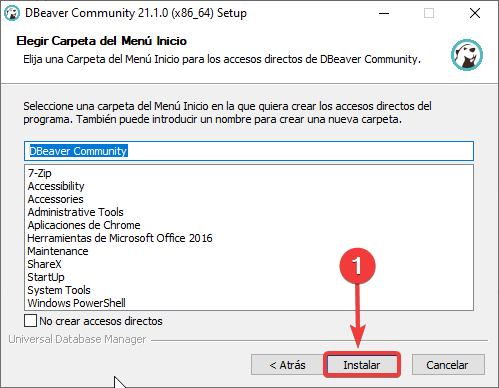 DBeaver Community 21.1.0 (x86_64) Setup
Elegir Carpeta del Menú Inicio
Elija una Carpeta del Menú Inicio para los accesos directos de DBeaver Community.
Seleccione una carpeta del Menú Inicio en la que quiera crear los accesos directos del
programa. También puede introducir un nombre para crear una nueva carpeta.
DBeaver Community
7-Zip
Accessibility
Accessories
Administrative Tools
Aplicaciones de Chrome
Herramientas de Microsoft Office 2016
Maintenance
ShareX
StartUp
System Tools
Windows PowerShell
1
No crear accesos directos
Universal Database Manager
< Atrás Instalar Cancelar